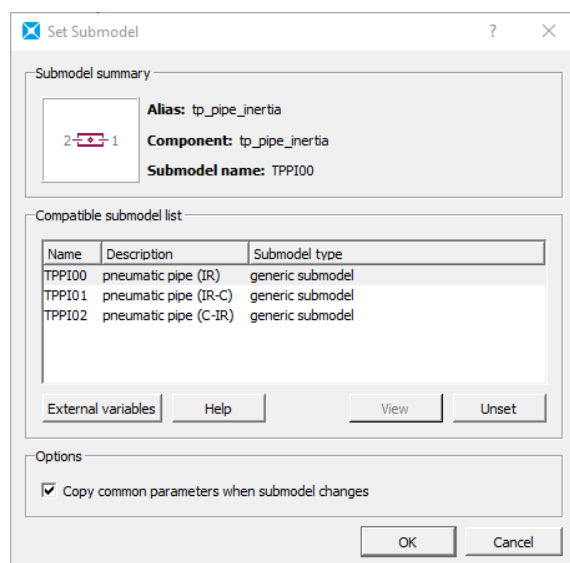 Set Submodel
?
Submodel summary
2
1
Alias: tp_pipe_inertia
Component: tp_pipe_inertia
Submodel name: TPPI00
Compatible submodel list
Name Description Submodel type
TPPI00 pneumatic pipe (IR) generic submodel
TPPI01 pneumatic pipe (IR-C) generic submodel
TPPI02 pneumatic pipe (C-IR) generic submodel
External variables Help View Unset
Options
Copy common parameters when submodel changes
OK Cancel